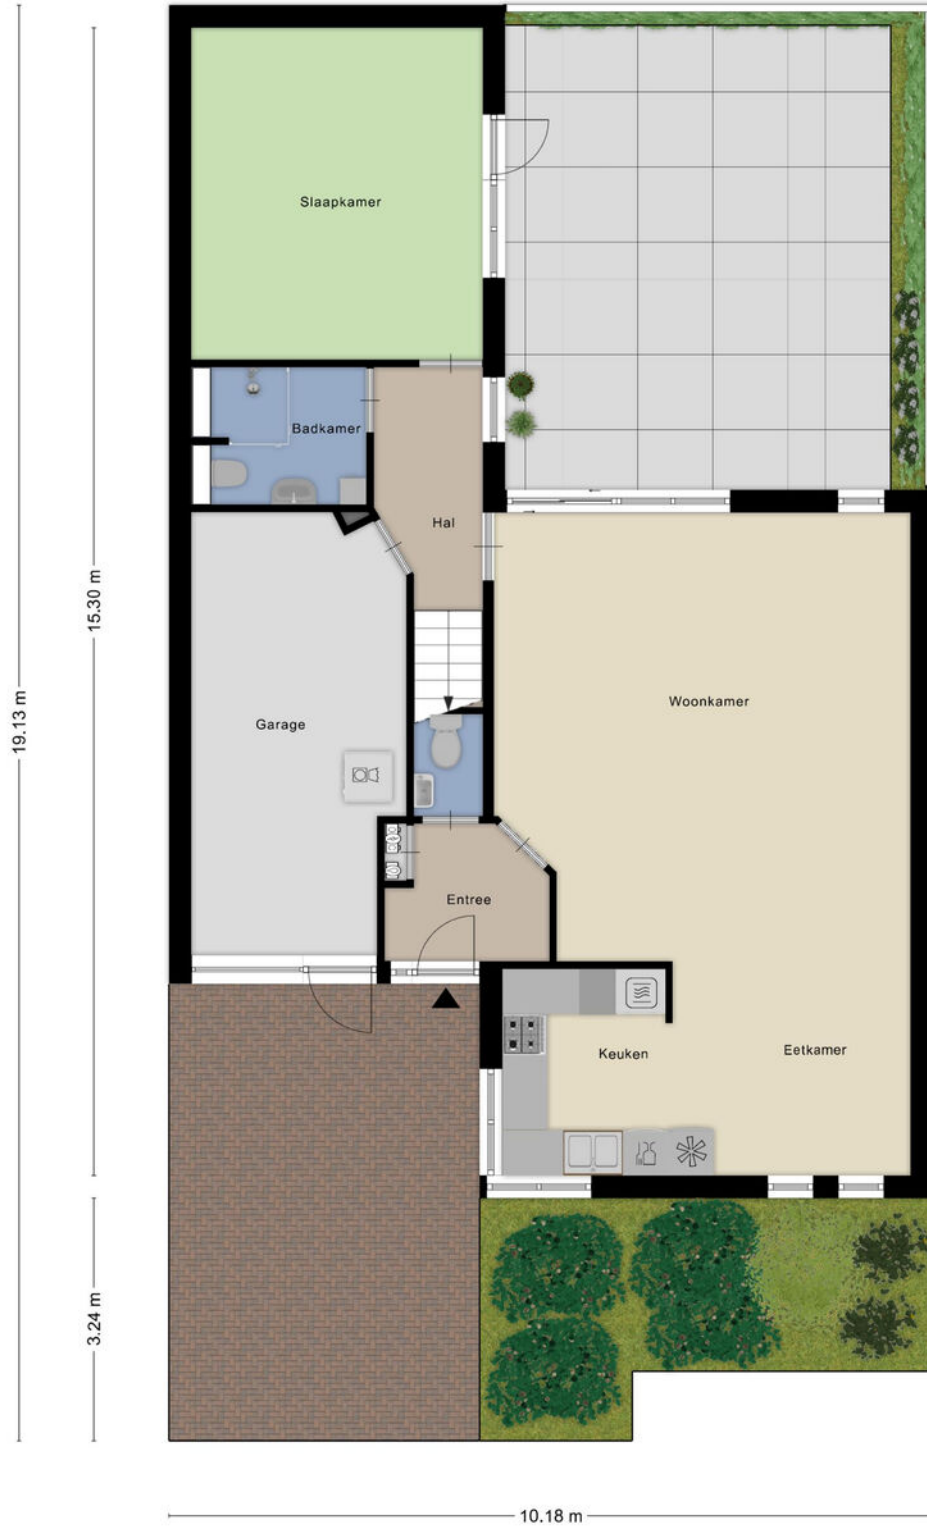 Slaapkamer
Badkamer
Hal
15.30 m
19.13 m
Woonkamer
Garage
Entree
Keuken
Eetkamer
3.24 m
10.18 m